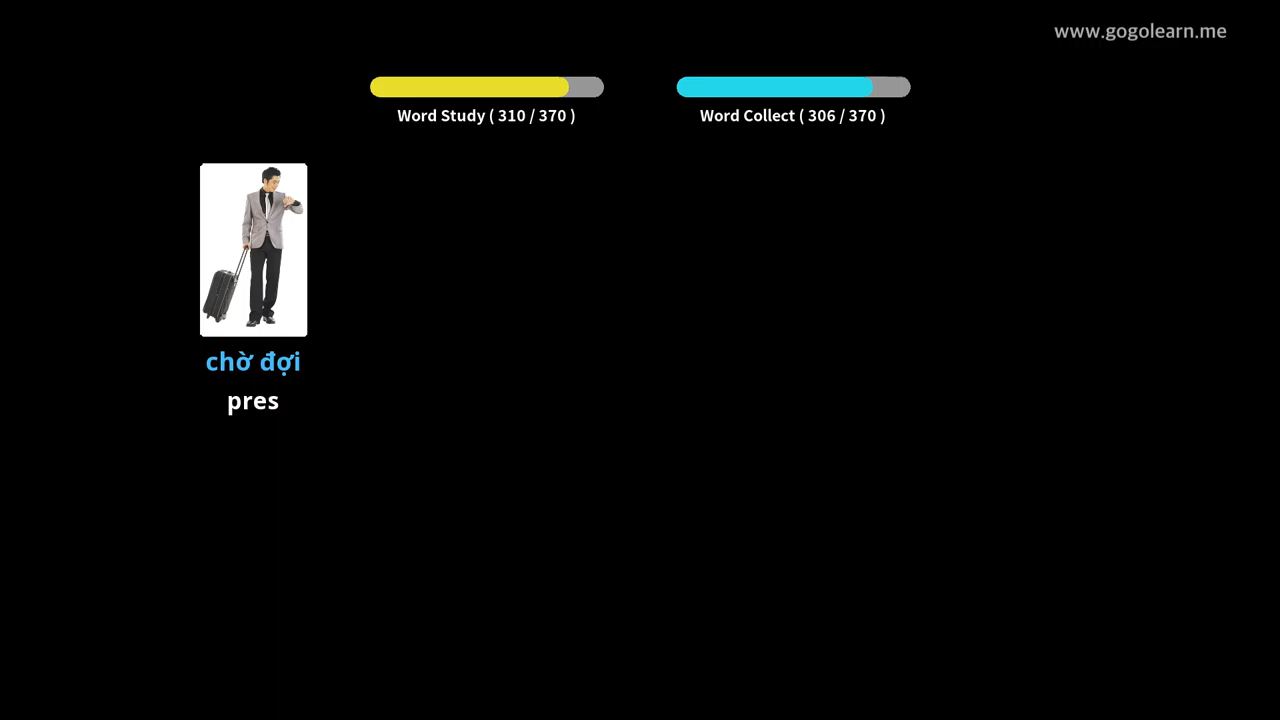 www.gogolearn.me
Word Study ( 310 / 370 )
Word Collect ( 306 / 370 )
chờ đợi
pres